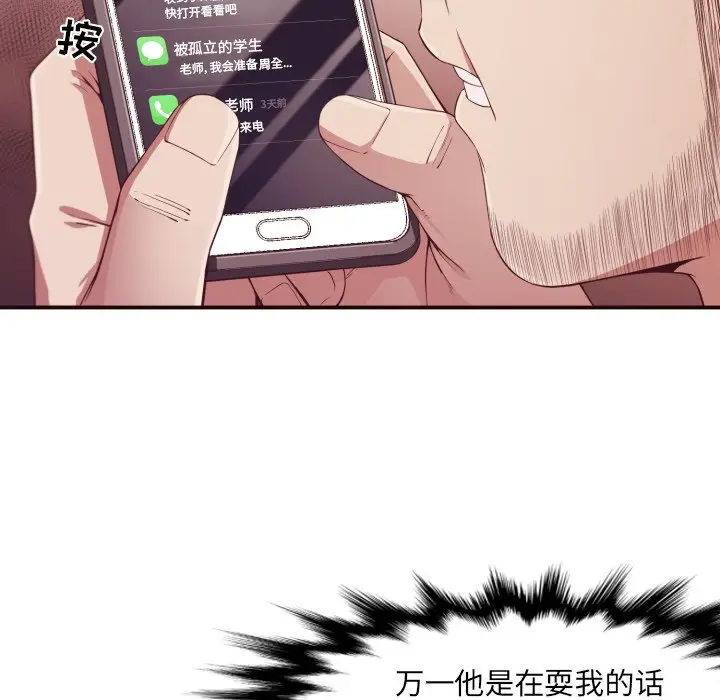 快打开看看吧
按
被孤立的学生
老师, 我会准备周全...
老师 3天前
来电
万一他是在耍我的话